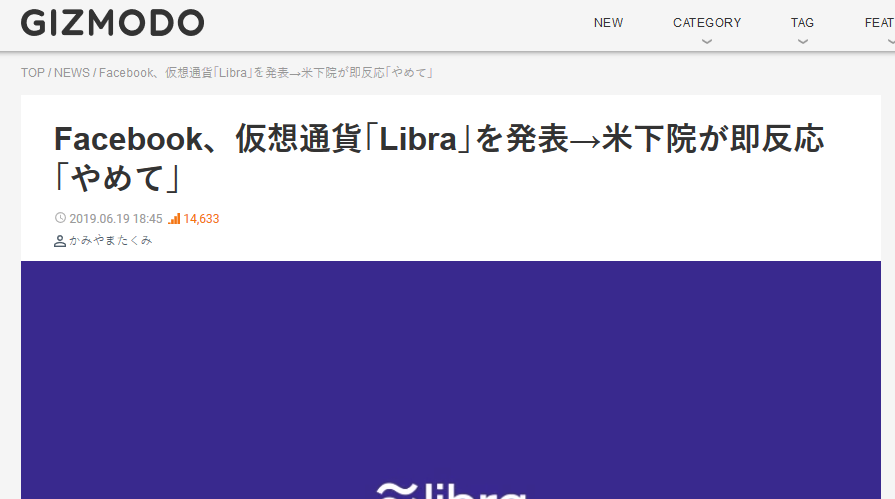 GIZMODO
NEW CATEGORY TAG FEAT
TOP / NEWS / Facebook、仮想通貨｢Libra｣を発表→米下院が即反応｢やめて｣
Facebook、仮想通貨｢Libra｣を発表→米下院が即反応
｢やめて｣
2019.06.19 18:45 14,633
かみやまたくみ
libra